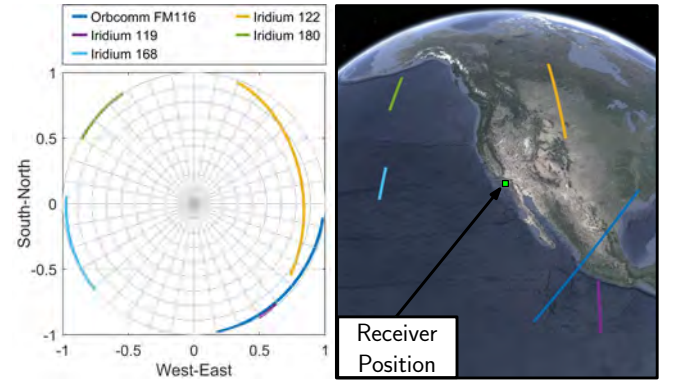 Orbcomm FM116
Iridium 122
Iridium 119
Iridium 180
Iridium 168
1
0.5
0
-0.5
-1
South-North
-1
-0.5
0
0.5
1
West-East
Receiver
Position